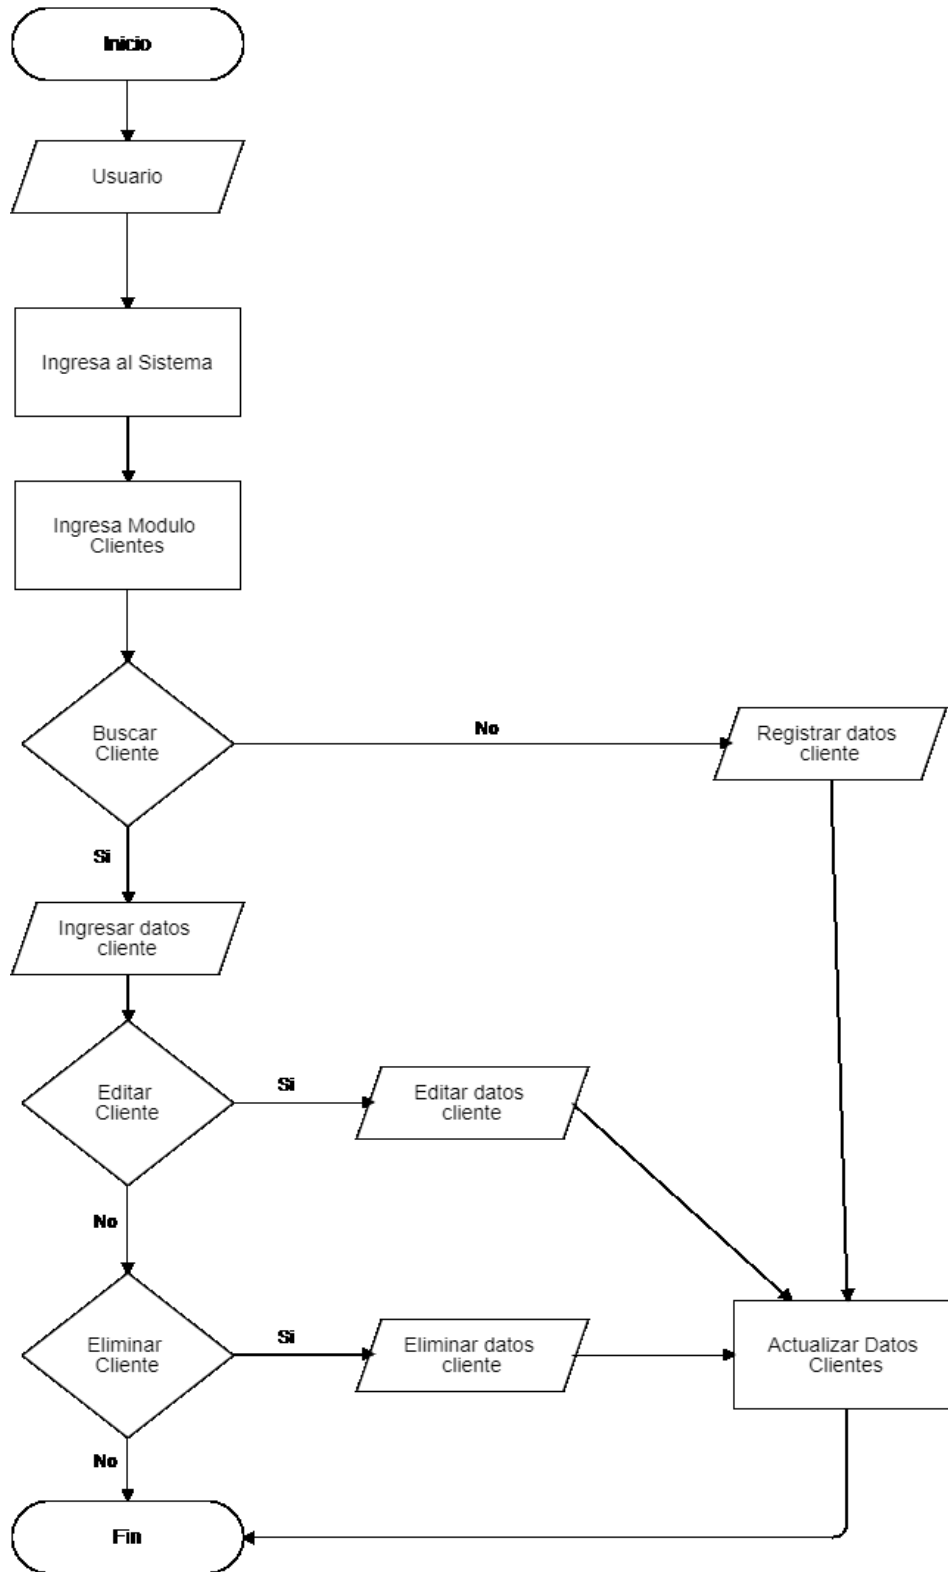 Inicio
Usuario
Ingresa al Sistema
Ingresa Modulo
Clientes
Buscar
Cliente
No
Registrar datos
cliente
Si
Ingresar datos
cliente
Editar
Cliente
Si
Editar datos
cliente
No
Eliminar
Cliente
Si
Eliminar datos
cliente
Actualizar Datos
Clientes
No
Fin